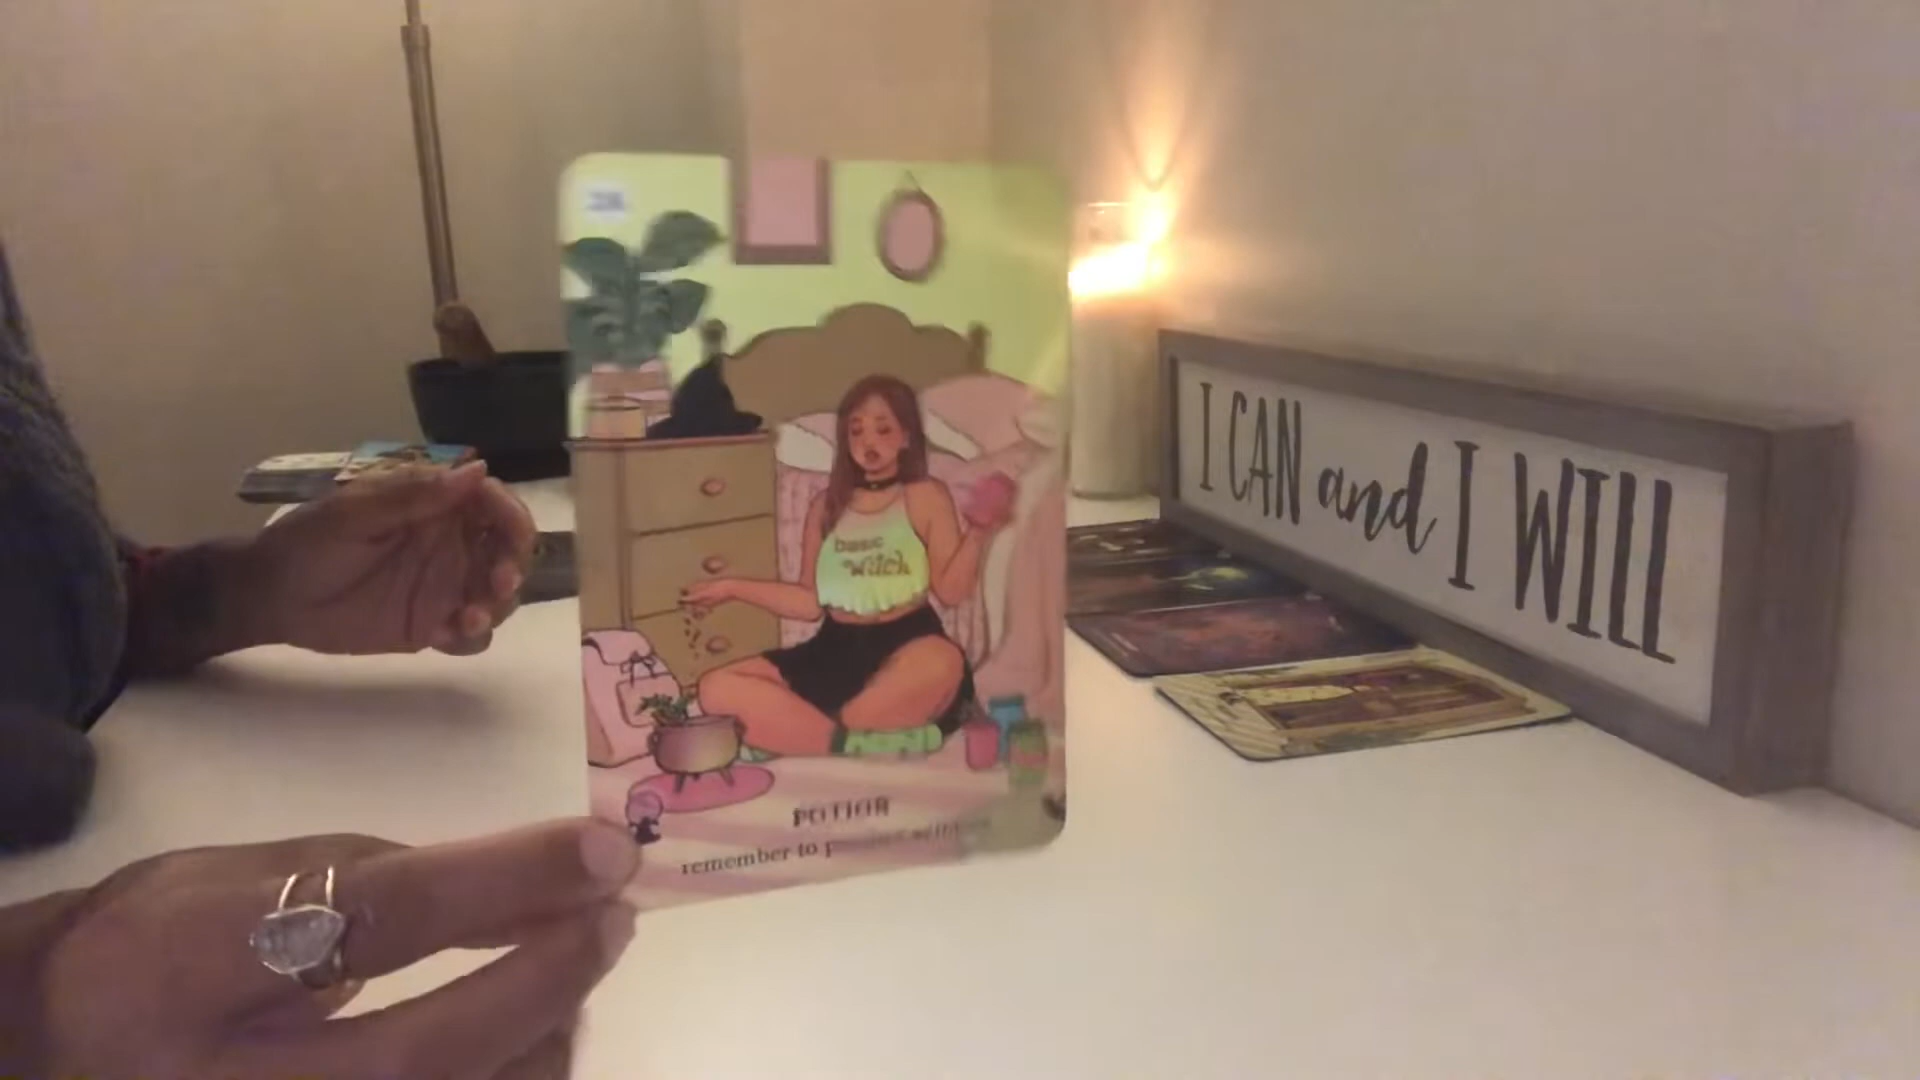 basic
witch
POTION
remember to
I CAN and I WILL